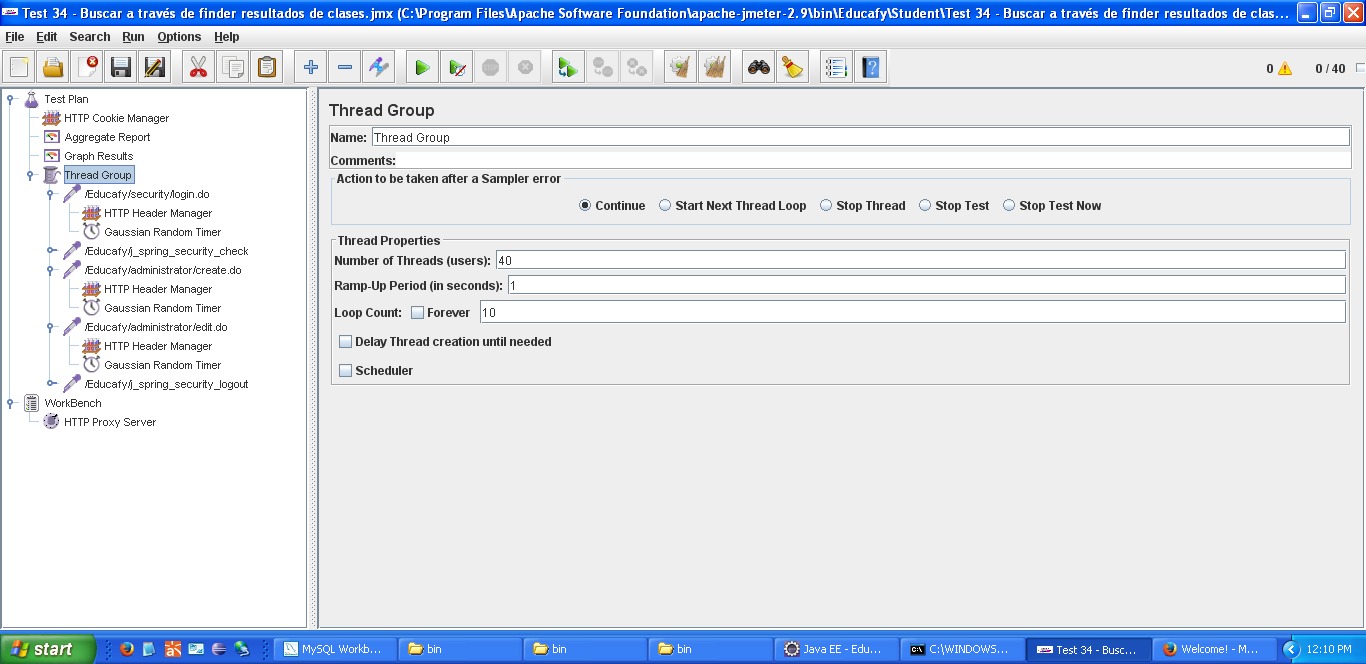 Test 34 - Buscar a través de finder resultados de clases.jmx (C:\Program Files\Apache Software Foundation\apache-jmeter-2.9\bin\Educafy\Student\Test 34 - Buscar a través de finder resultados de clas...
File Edit Search Run Options Help
0 0 / 40
Test Plan
HTTP Cookie Manager
Aggregate Report
Graph Results
Thread Group
/Educafy/security/login.do
HTTP Header Manager
Gaussian Random Timer
/Educafy/j_spring_security_check
/Educafy/administrator/create.do
HTTP Header Manager
Gaussian Random Timer
/Educafy/administrator/edit.do
HTTP Header Manager
Gaussian Random Timer
/Educafy/j_spring_security_logout
WorkBench
HTTP Proxy Server
Thread Group
Name: Thread Group
Comments:
Action to be taken after a Sampler error
Continue Start Next Thread Loop Stop Thread Stop Test Stop Test Now
Thread Properties
Number of Threads (users): 40
Ramp-Up Period (in seconds): 1
Loop Count: Forever 10
Delay Thread creation until needed
Scheduler
start MySQL Workb... bin bin bin Java EE - Edu... C:\WINDOWS... Test 34 - Busc... Welcome! - M... 12:10 PM